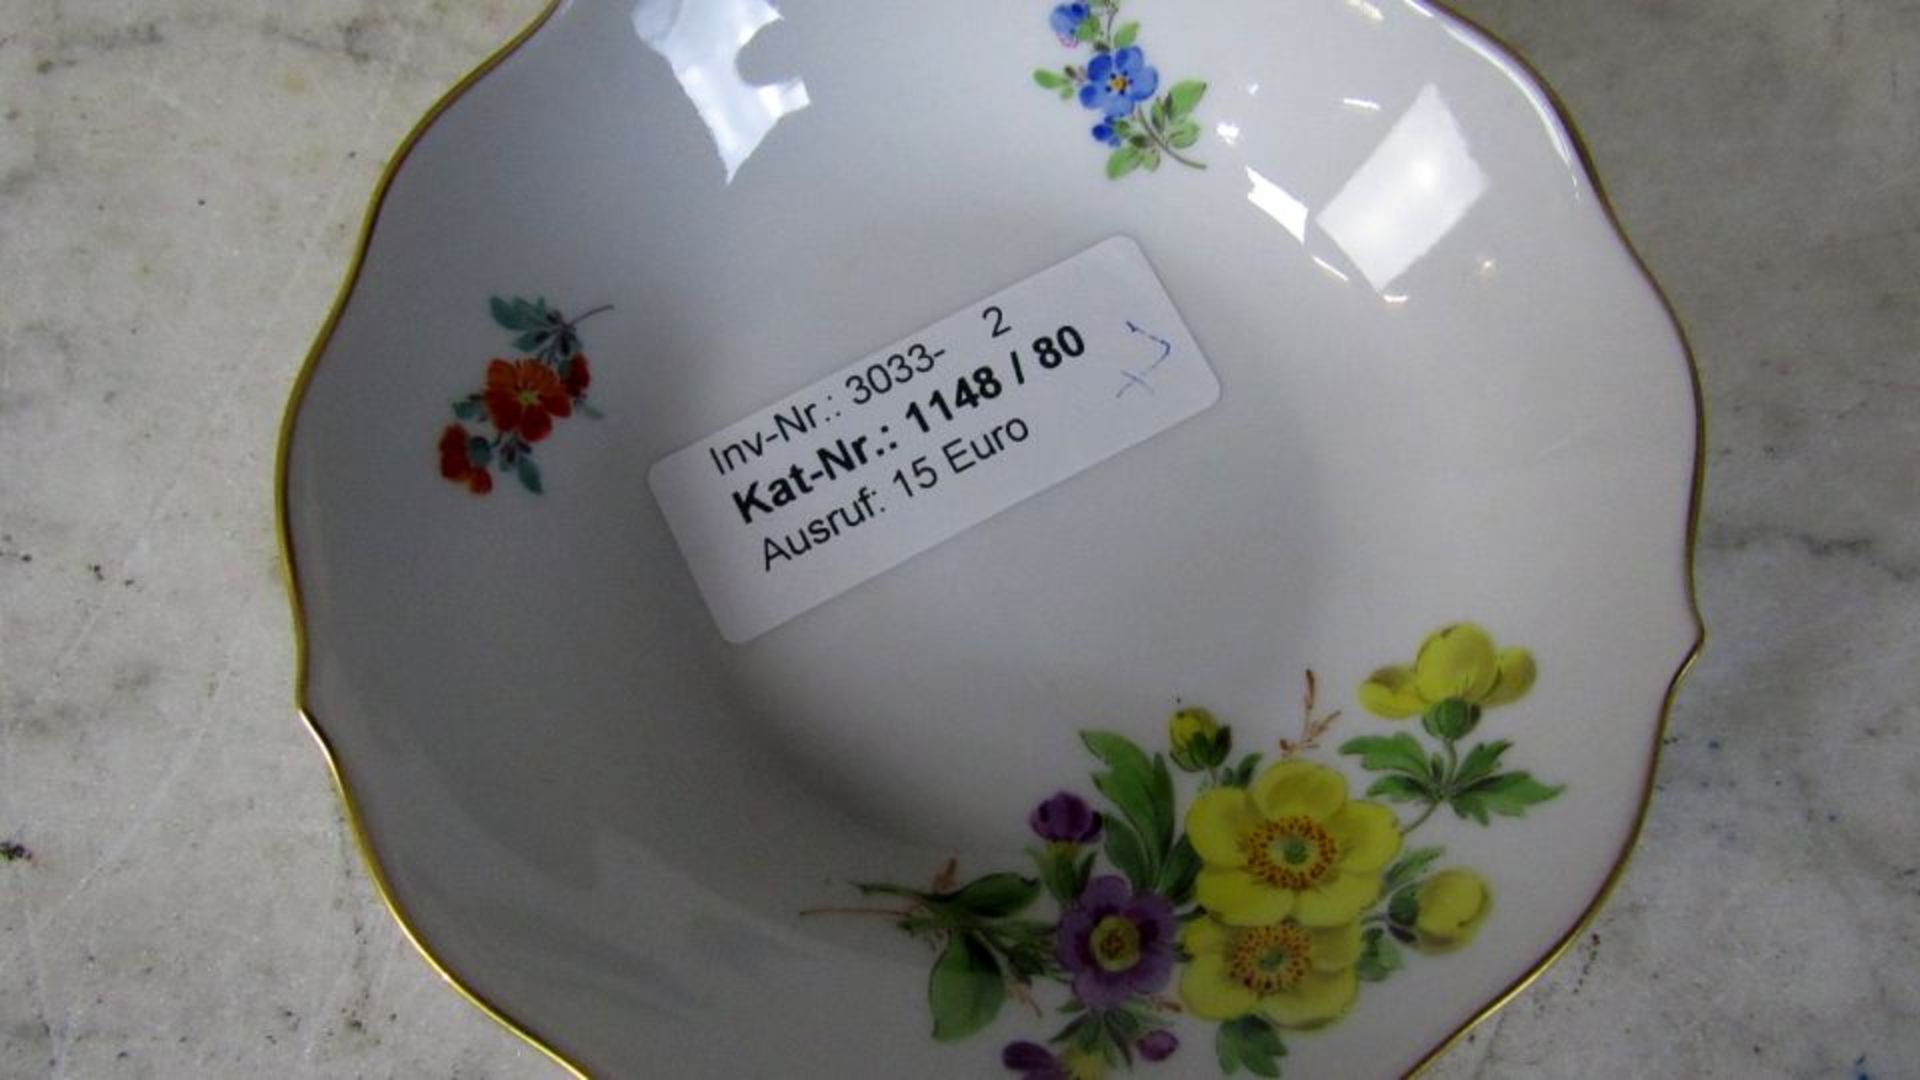 Inv-Nr.: 3033- 2
Kat-Nr.: 1148 / 80
Ausruf: 15 Euro